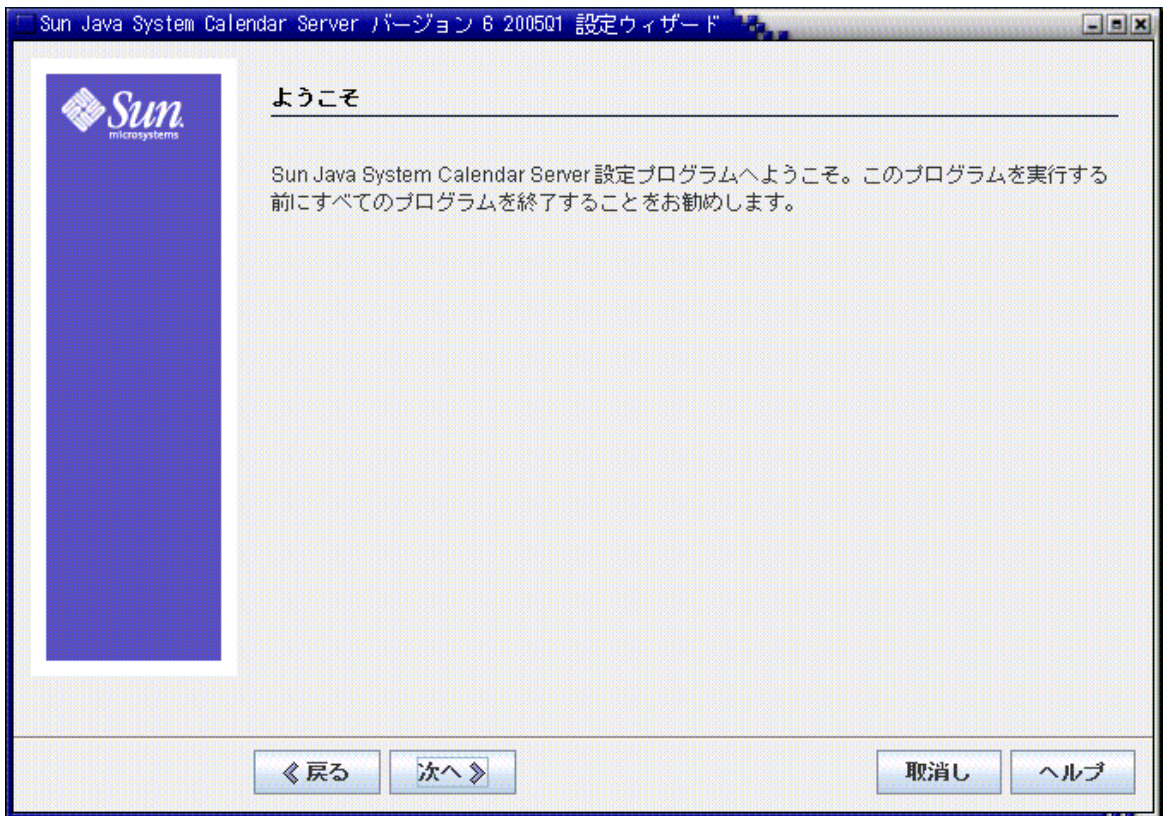 Sun Java System Calendar Server バージョン 6 2005Q1 設定ウィザード
Sun
microsystems
ようこそ
Sun Java System Calendar Server 設定プログラムへようこそ。このプログラムを実行する
前にすべてのプログラムを終了することをお勧めします。
戻る
次へ
取消し
ヘルプ